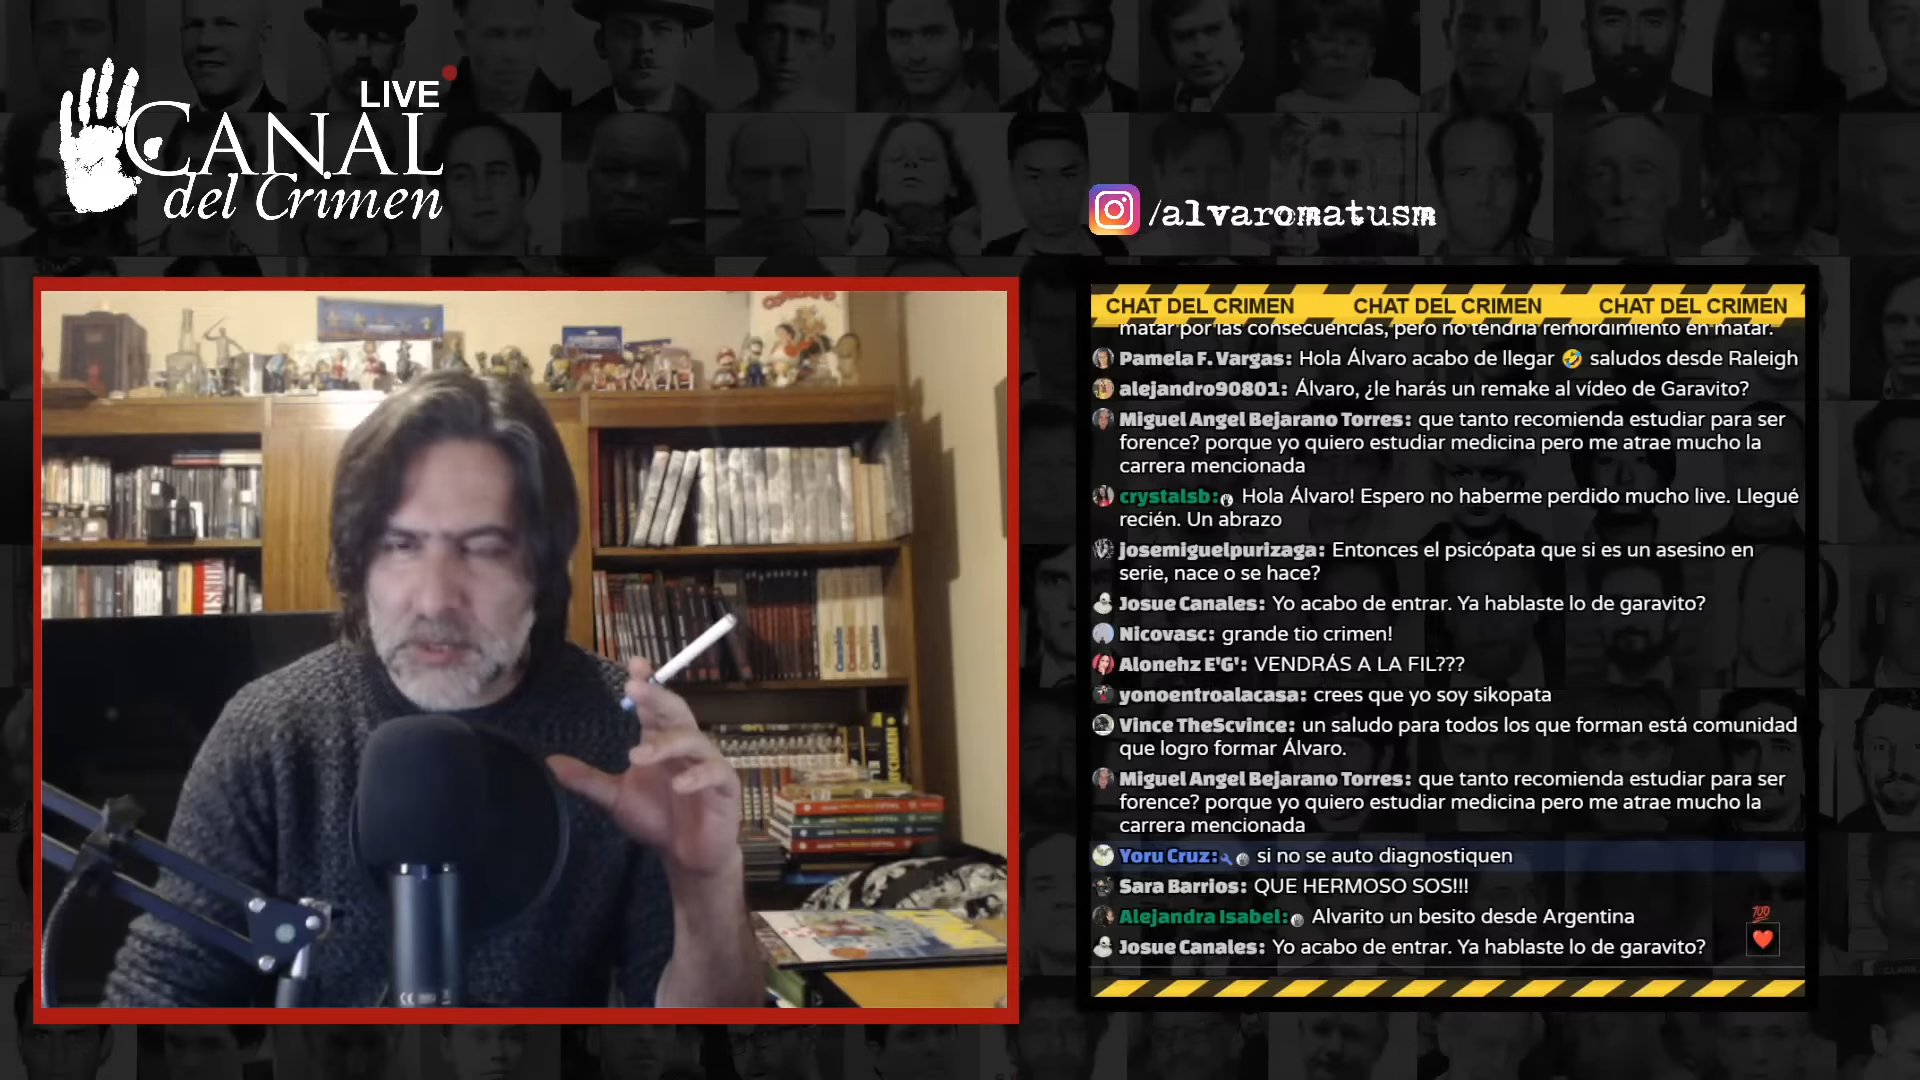 LIVE
CANAL
del Crimen
/alvaromatusm
CHAT DEL CRIMEN CHAT DEL CRIMEN CHAT DEL CRIMEN
matar por las consecuencias, pero no tendría remordimiento en matar.
Pamela F. Vargas: Hola Álvaro acabo de llegar 🤣 saludos desde Raleigh
alejandro90801: Álvaro, ¿le harás un remake al vídeo de Garavito?
Miguel Angel Bejarano Torres: que tanto recomienda estudiar para ser
forence? porque yo quiero estudiar medicina pero me atrae mucho la
carrera mencionada
crystalsb: Hola Álvaro! Espero no haberme perdido mucho live. Llegué
recién. Un abrazo
josemiguelpurizaga: Entonces el psicópata que si es un asesino en
serie, nace o se hace?
Josue Canales: Yo acabo de entrar. Ya hablaste lo de garavito?
Nicovasc: grande tio crimen!
Alonehz E'G': VENDRÁS A LA FIL???
yonoentroalacasa: crees que yo soy sikopata
Vince TheScvince: un saludo para todos los que forman está comunidad
que logro formar Álvaro.
Miguel Angel Bejarano Torres: que tanto recomienda estudiar para ser
forence? porque yo quiero estudiar medicina pero me atrae mucho la
carrera mencionada
Yoru Cruz: si no se auto diagnostiquen
Sara Barrios: QUE HERMOSO SOS!!!
Alejandra Isabel: Alvarito un besito desde Argentina
Josue Canales: Yo acabo de entrar. Ya hablaste lo de garavito?
💯